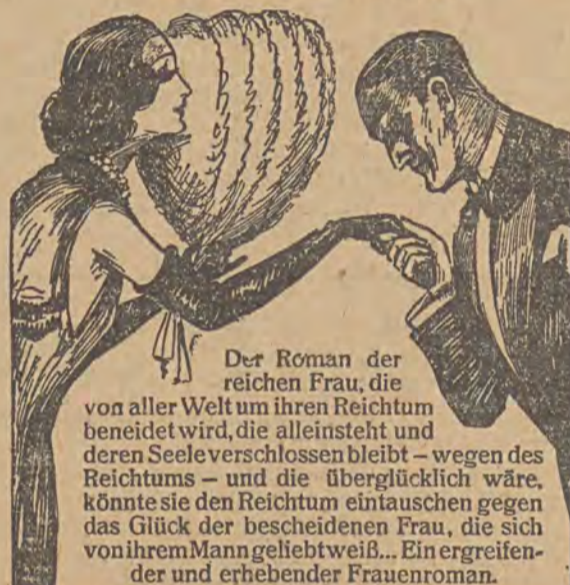 Der Roman der
reichen Frau, die
von aller Welt um ihren Reichtum
beneidet wird, die alleinsteht und
deren Seele verschlossen bleibt – wegen des
Reichtums – und die überglücklich wäre,
könnte sie den Reichtum eintauschen gegen
das Glück der bescheidenen Frau, die sich
von ihrem Mann geliebt weiß... Ein ergreifen-
der und erhebender Frauenroman.